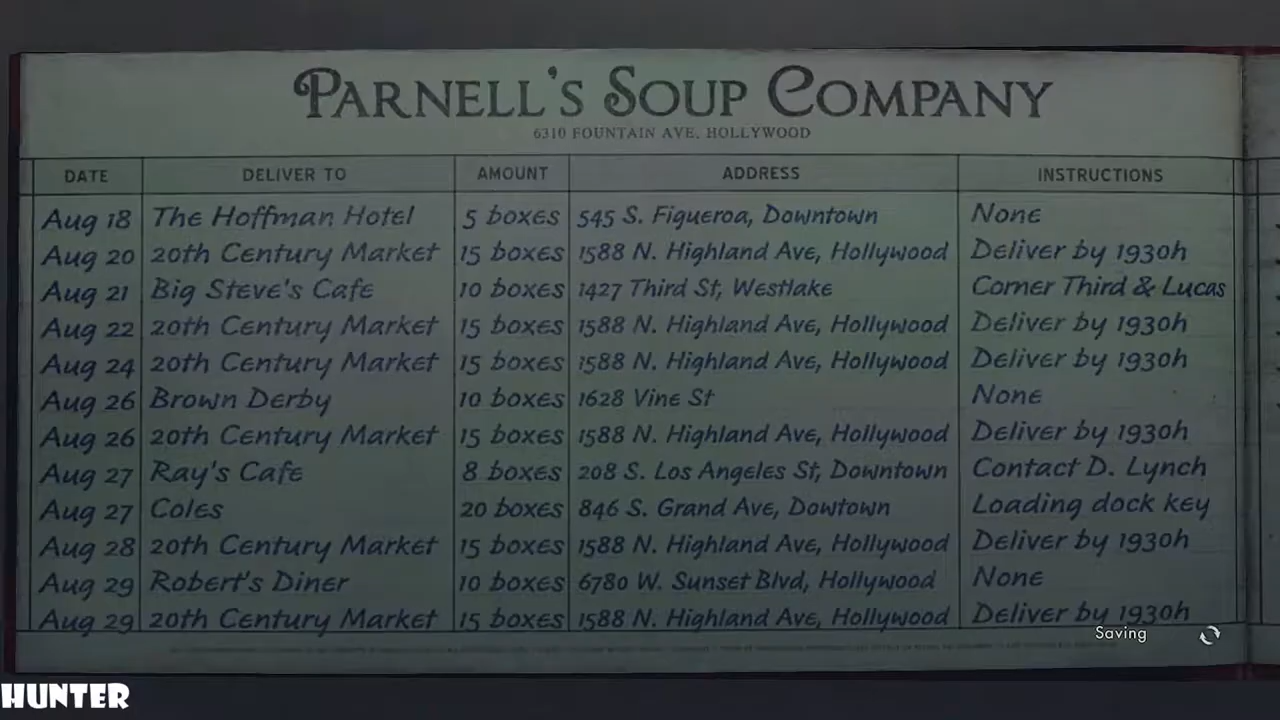 PARNELL'S SOUP COMPANY
6310 FOUNTAIN AVE, HOLLYWOOD
DATE DELIVER TO AMOUNT ADDRESS INSTRUCTIONS
Aug 18 The Hoffman Hotel 5 boxes 545 S. Figueroa, Downtown None
Aug 20 20th Century Market 15 boxes 1588 N. Highland Ave, Hollywood Deliver by 1930h
Aug 21 Big Steve's Cafe 10 boxes 1427 Third St, Westlake Corner Third & Lucas
Aug 22 20th Century Market 15 boxes 1588 N. Highland Ave, Hollywood Deliver by 1930h
Aug 24 20th Century Market 15 boxes 1588 N. Highland Ave, Hollywood Deliver by 1930h
Aug 26 Brown Derby 10 boxes 1628 Vine St None
Aug 26 20th Century Market 15 boxes 1588 N. Highland Ave, Hollywood Deliver by 1930h
Aug 27 Ray's Cafe 8 boxes 208 S. Los Angeles St, Downtown Contact D. Lynch
Aug 27 Coles 20 boxes 846 S. Grand Ave, Dowtown Loading dock key
Aug 28 20th Century Market 15 boxes 1588 N. Highland Ave, Hollywood Deliver by 1930h
Aug 29 Robert's Diner 10 boxes 6780 W. Sunset Blvd, Hollywood None
Aug 29 20th Century Market 15 boxes 1588 N. Highland Ave, Hollywood Deliver by 1930h
Saving
HUNTER